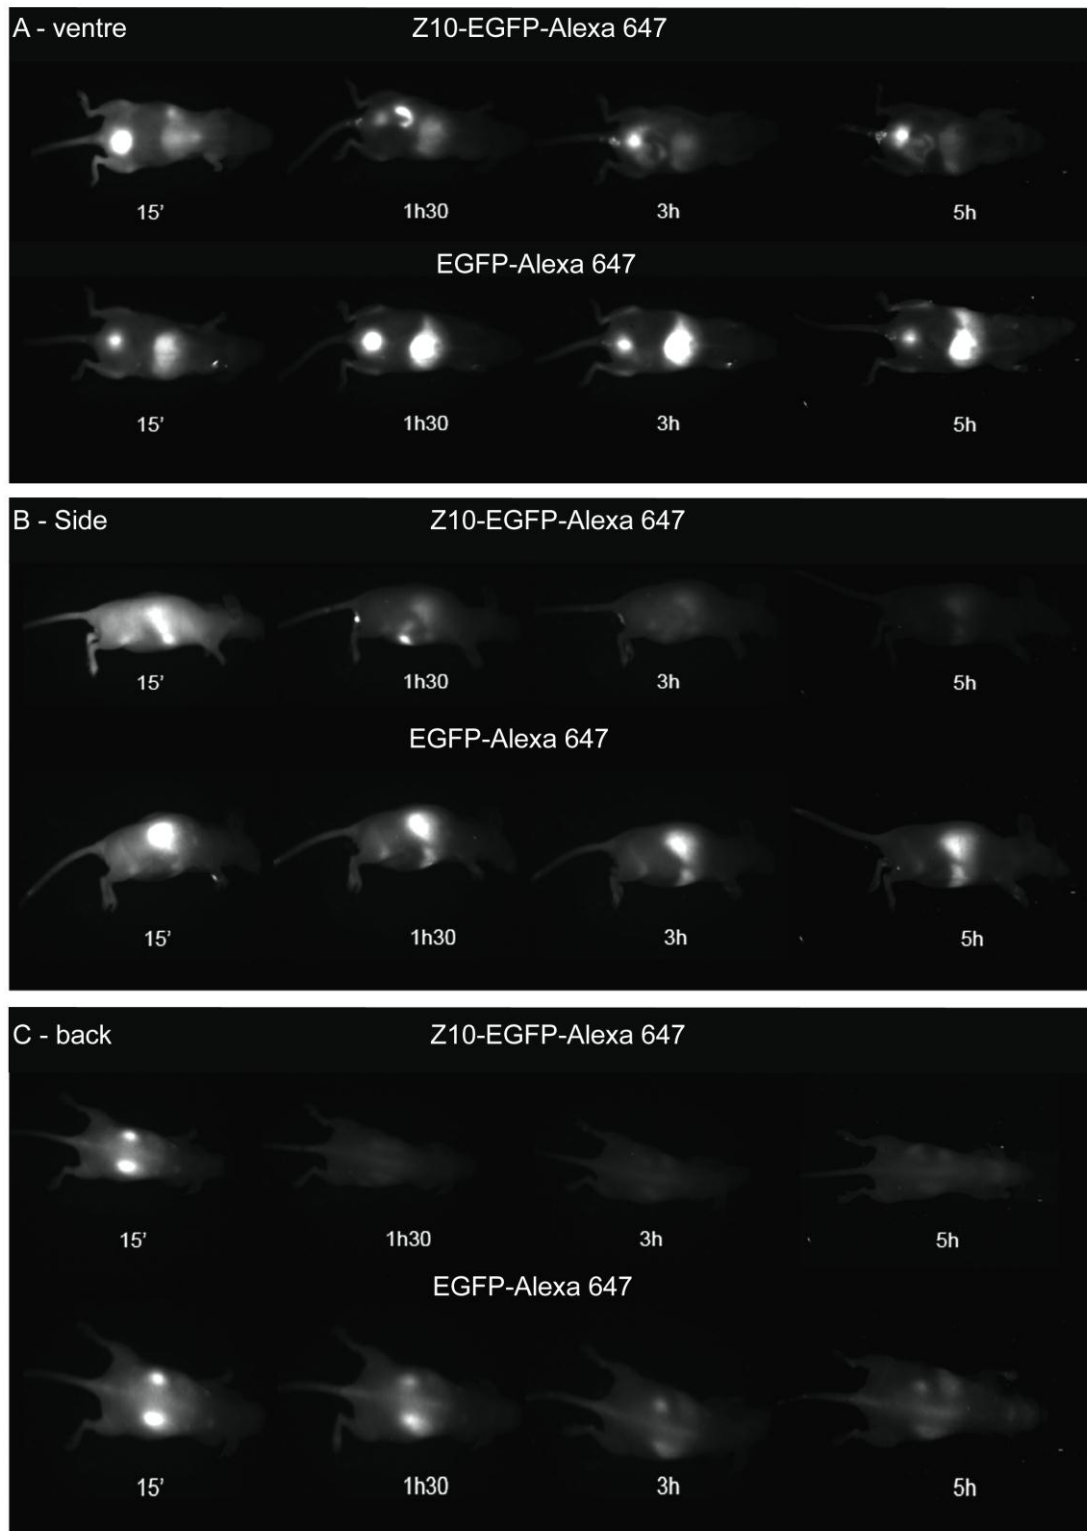 A - ventre Z10-EGFP-Alexa 647
15’ 1h30 3h 5h
EGFP-Alexa 647
15’ 1h30 3h 5h
B - Side Z10-EGFP-Alexa 647
15’ 1h30 3h 5h
EGFP-Alexa 647
15’ 1h30 3h 5h
C - back Z10-EGFP-Alexa 647
15’ 1h30 3h 5h
EGFP-Alexa 647
15’ 1h30 3h 5h